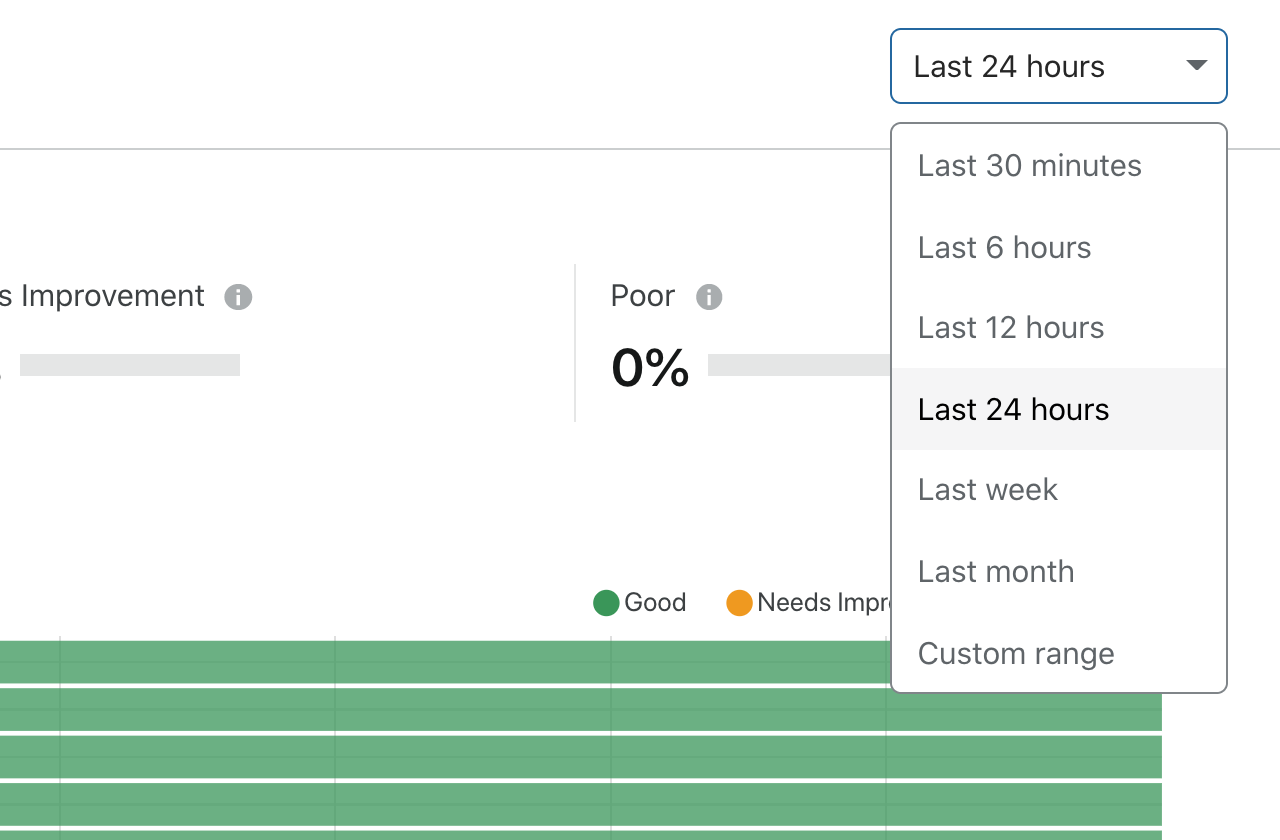 Last 24 hours
Last 30 minutes
Last 6 hours
Last 12 hours
Last 24 hours
Last week
Last month
Custom range
s Improvement
Poor
0%
Good
Needs Impr